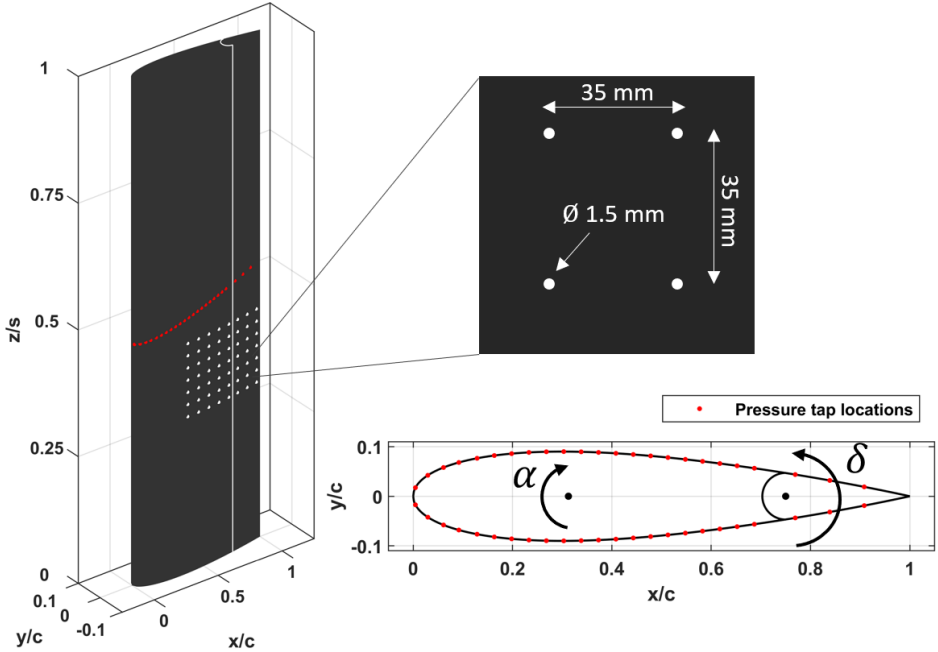 1
0.75
0.5
0.25
0
z/s
0.1
0
-0.1
y/c
0
0.5
1
x/c
35 mm
35 mm
Ø 1.5 mm
Pressure tap locations
0.1
0
-0.1
y/c
α
δ
0
0.2
0.4
0.6
0.8
1
x/c